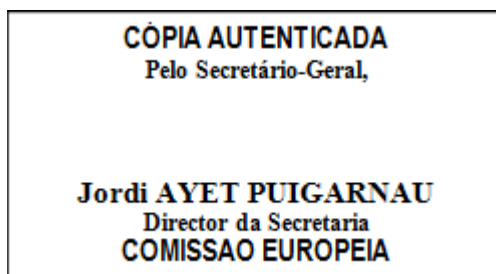 CÓPIA AUTENTICADA
Pelo Secretário-Geral,
Jordi AYET PUIGARNAU
Director da Secretaria
COMISSAO EUROPEIA